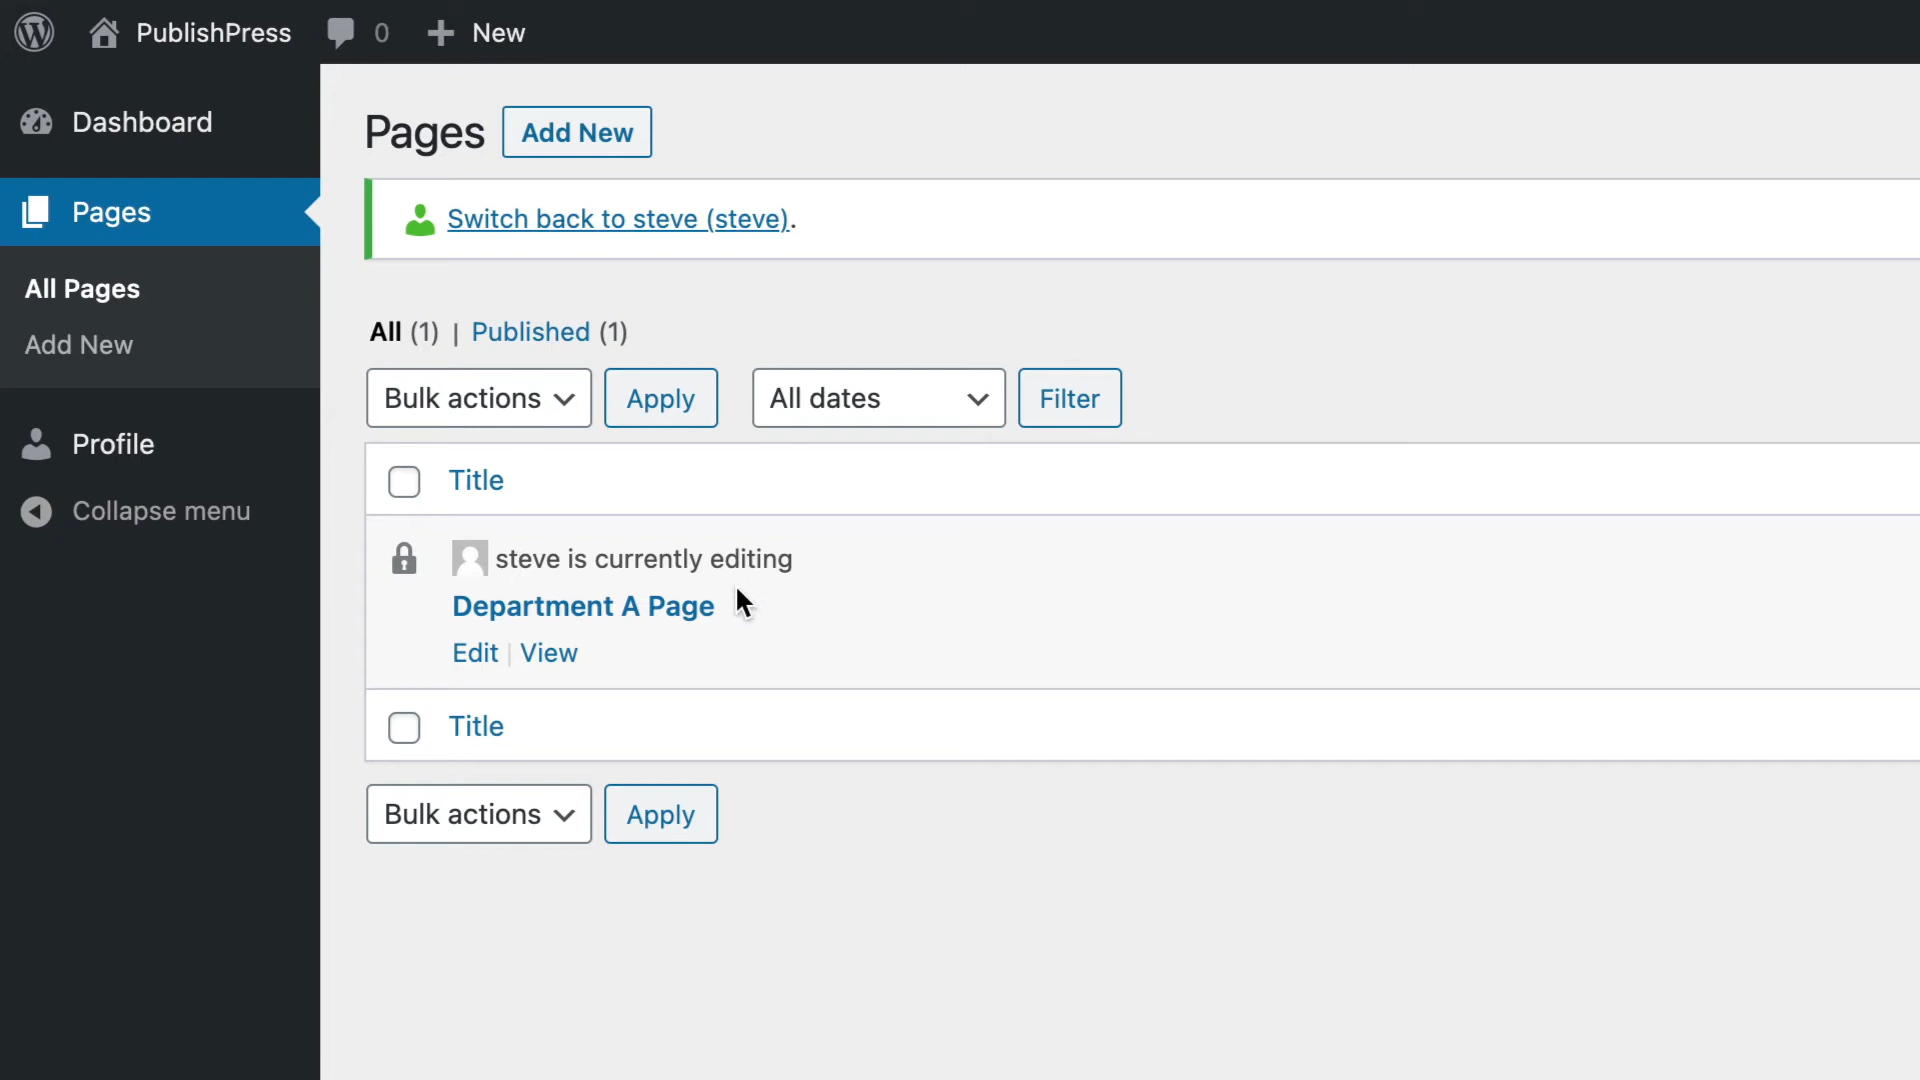 PublishPress 0 New
Dashboard
Pages
All Pages
Add New
Profile
Collapse menu
Pages Add New
Switch back to steve (steve).
All (1) | Published (1)
Bulk actions Apply All dates Filter
Title
steve is currently editing
Department A Page
Edit | View
Title
Bulk actions Apply